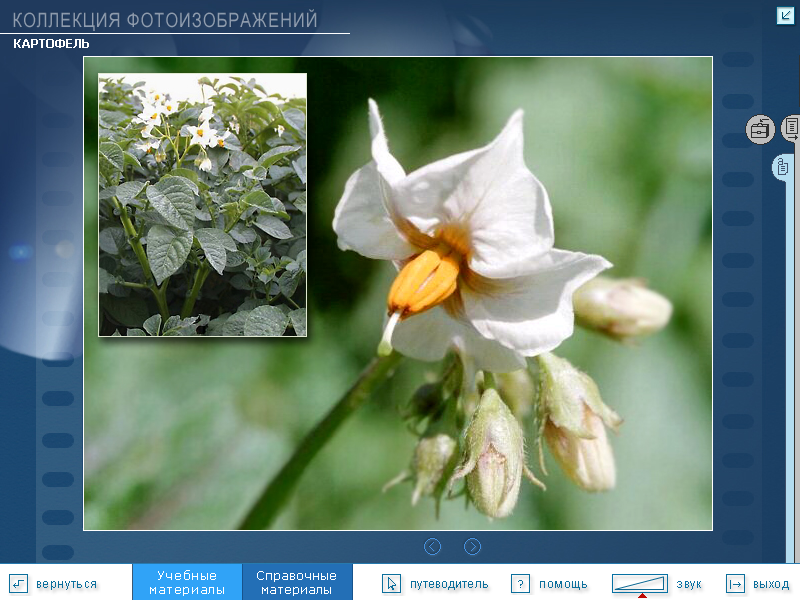 КОЛЛЕКЦИЯ ФОТОИЗОБРАЖЕНИЙ
КАРТОФЕЛЬ
вернуться
Учебные
материалы
Справочные
материалы
путеводитель
?
помощь
звук
выход